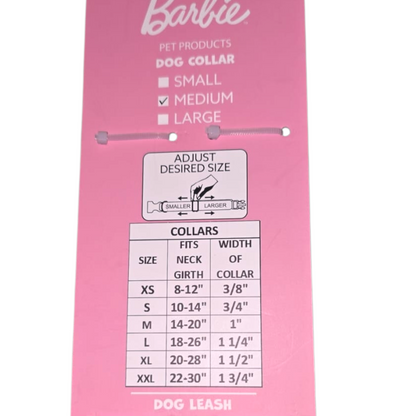 Barbie
PET PRODUCTS
DOG COLLAR
SMALL
MEDIUM
LARGE
ADJUST
DESIRED SIZE
SMALLER LARGER
COLLARS
SIZE FITS NECK GIRTH WIDTH OF COLLAR
XS 8-12" 3/8"
S 10-14" 3/4"
M 14-20" 1"
L 18-26" 1 1/4"
XL 20-28" 1 1/2"
XXL 22-30" 1 3/4"
DOG LEASH